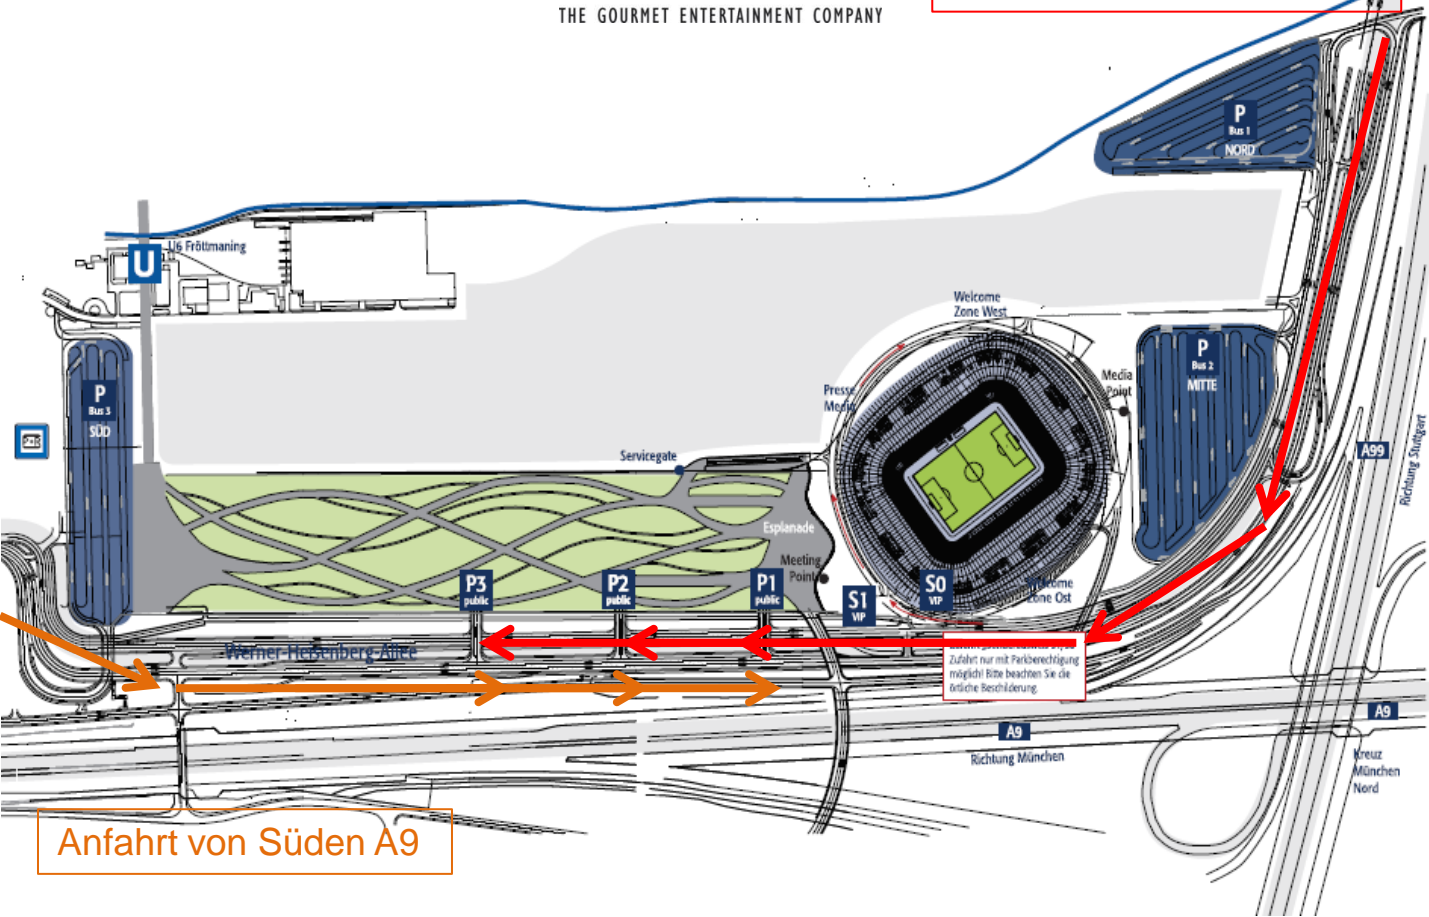 THE GOURMET ENTERTAINMENT COMPANY
P
Bus 1
NORD
U
U6 Fröttmaning
Welcome
Zone West
P
Bus 2
MITTE
Media
Point
Presse
Media
P
Bus 3
SÜD
A99
Richtung Stuttgart
Servicegate
Esplanade
Meeting
Point
P3
public
P2
public
P1
public
S1
VIP
S0
VIP
Welcome
Zone Ost
Werner-Heisenberg-Allee
Zufahrt nur mit Parkberechtigung
möglich! Bitte beachten Sie die
örtliche Beschilderung.
A9
A9
Richtung München
Kreuz
München
Nord
Anfahrt von Süden A9